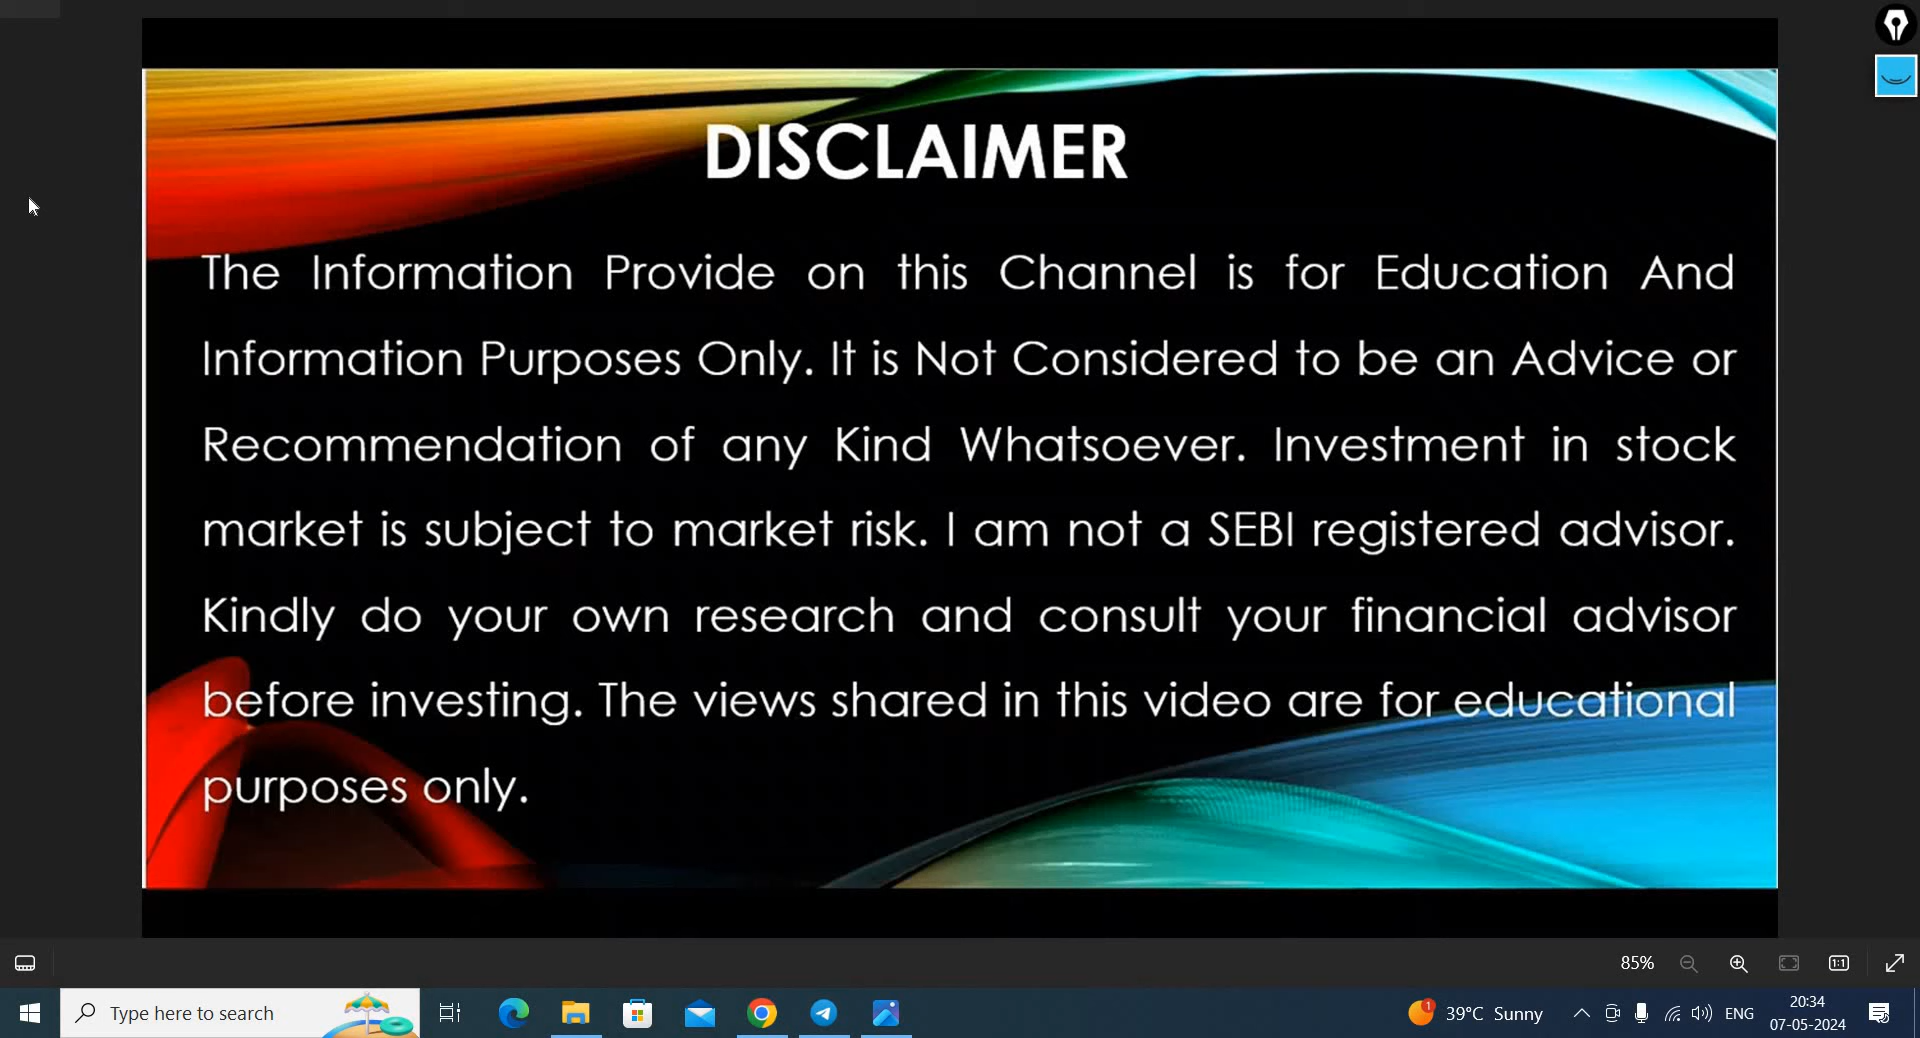 DISCLAIMER
The Information Provide on this Channel is for Education And
Information Purposes Only. It is Not Considered to be an Advice or
Recommendation of any Kind Whatsoever. Investment in stock
market is subject to market risk. I am not a SEBI registered advisor.
Kindly do your own research and consult your financial advisor
before investing. The views shared in this video are for educational
purposes only.
85%
1:1
Type here to search
1
39°C Sunny
ENG
20:34
07-05-2024